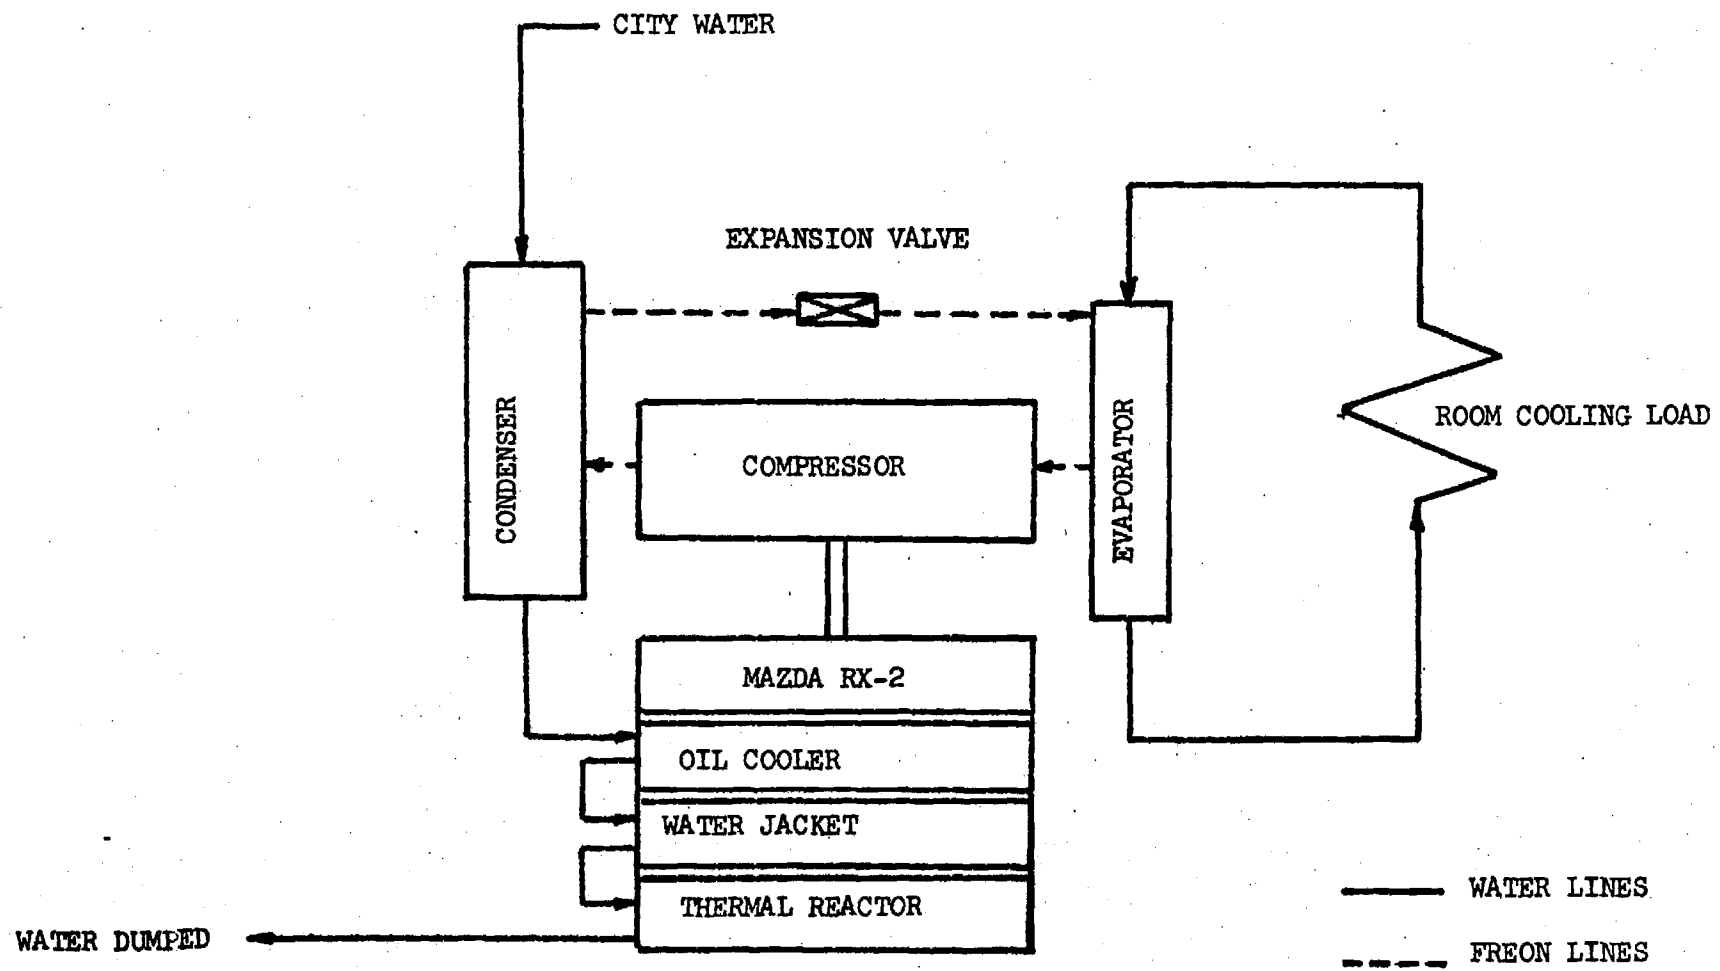 CITY WATER
EXPANSION VALVE
CONDENSER
COMPRESSOR
EVAPORATOR
ROOM COOLING LOAD
MAZDA RX-2
OIL COOLER
WATER JACKET
THERMAL REACTOR
WATER DUMPED
WATER LINES
FREON LINES